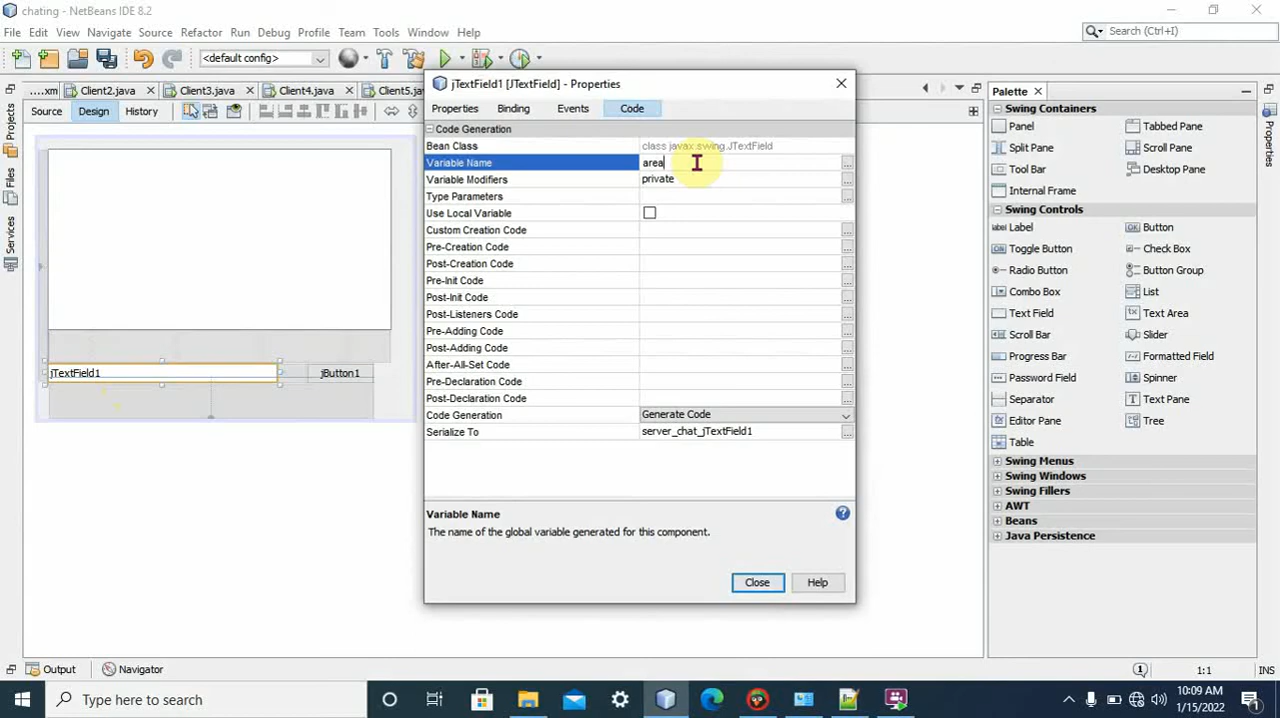 chating - NetBeans IDE 8.2
File Edit View Navigate Source Refactor Run Debug Profile Team Tools Window Help
Search (Ctrl+I)
<default config>
....xm Client2.java Client3.java Client4.java Client5.j
Source Design History
Projects
Files
Services
jTextField1
jButton1
jTextField1 [JTextField] - Properties
Properties Binding Events Code
Code Generation
Bean Class class javax.swing.JTextField
Variable Name area
Variable Modifiers private
Type Parameters ...
Use Local Variable
Custom Creation Code ...
Pre-Creation Code ...
Post-Creation Code ...
Pre-Init Code ...
Post-Init Code ...
Post-Listeners Code ...
Pre-Adding Code ...
Post-Adding Code ...
After-All-Set Code ...
Pre-Declaration Code ...
Post-Declaration Code ...
Code Generation Generate Code
Serialize To server_chat_jTextField1 ...
Variable Name
The name of the global variable generated for this component.
Close Help
Palette
Swing Containers
Panel Tabbed Pane
Split Pane Scroll Pane
Tool Bar Desktop Pane
Internal Frame
Swing Controls
label Label OK Button
Toggle Button Check Box
Radio Button Button Group
Combo Box List
Text Field Text Area
Scroll Bar Slider
Progress Bar Formatted Field
Password Field Spinner
Separator Text Pane
Editor Pane Tree
Table
Swing Menus
Swing Windows
Swing Fillers
AWT
Beans
Java Persistence
Properties
Output Navigator
1 1:1 INS
Type here to search
10:09 AM
1/15/2022
1